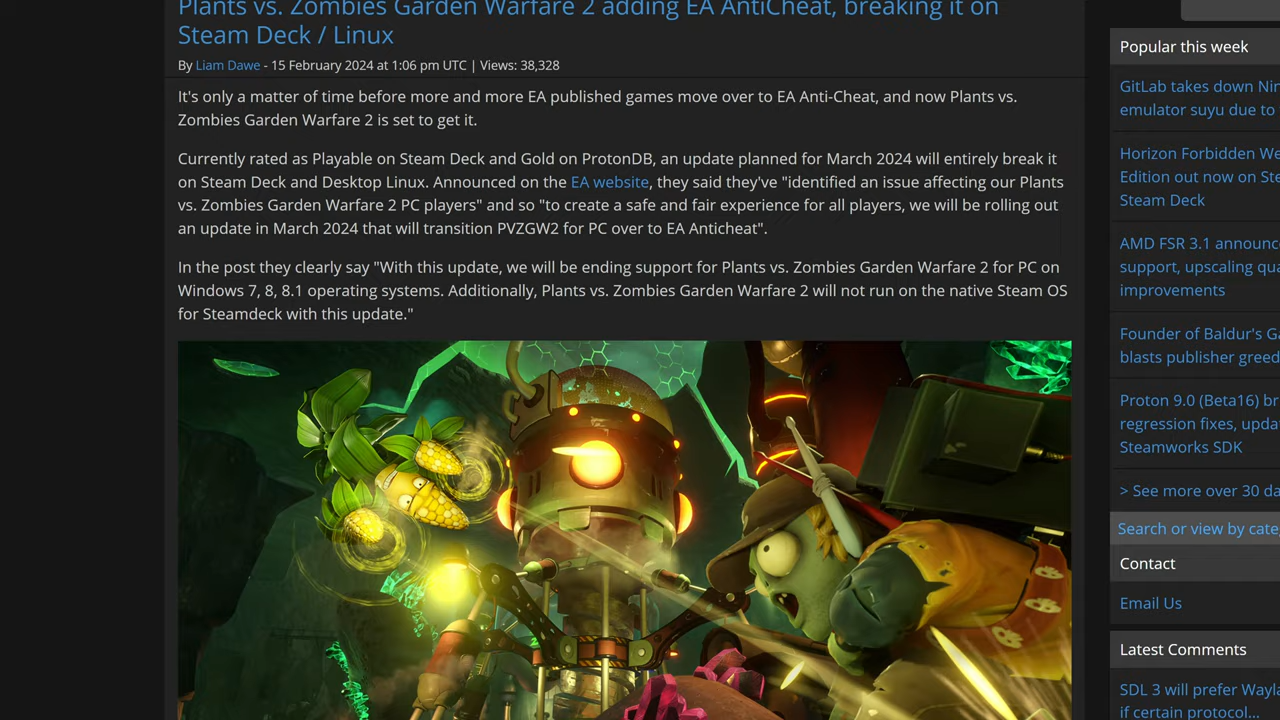 Plants vs. Zombies Garden Warfare 2 adding EA AntiCheat, breaking it on
Steam Deck / Linux
By Liam Dawe - 15 February 2024 at 1:06 pm UTC | Views: 38,328
It's only a matter of time before more and more EA published games move over to EA Anti-Cheat, and now Plants vs.
Zombies Garden Warfare 2 is set to get it.
Currently rated as Playable on Steam Deck and Gold on ProtonDB, an update planned for March 2024 will entirely break it
on Steam Deck and Desktop Linux. Announced on the EA website, they said they've "identified an issue affecting our Plants
vs. Zombies Garden Warfare 2 PC players" and so "to create a safe and fair experience for all players, we will be rolling out
an update in March 2024 that will transition PVZGW2 for PC over to EA Anticheat".
In the post they clearly say "With this update, we will be ending support for Plants vs. Zombies Garden Warfare 2 for PC on
Windows 7, 8, 8.1 operating systems. Additionally, Plants vs. Zombies Garden Warfare 2 will not run on the native Steam OS
for Steamdeck with this update."
Popular this week
GitLab takes down Nin
emulator suyu due to
Horizon Forbidden We
Edition out now on Ste
Steam Deck
AMD FSR 3.1 announc
support, upscaling qua
improvements
Founder of Baldur's Ga
blasts publisher greed
Proton 9.0 (Beta16) br
regression fixes, upda
Steamworks SDK
> See more over 30 da
Search or view by cate
Contact
Email Us
Latest Comments
SDL 3 will prefer Wayla
if certain protocol...